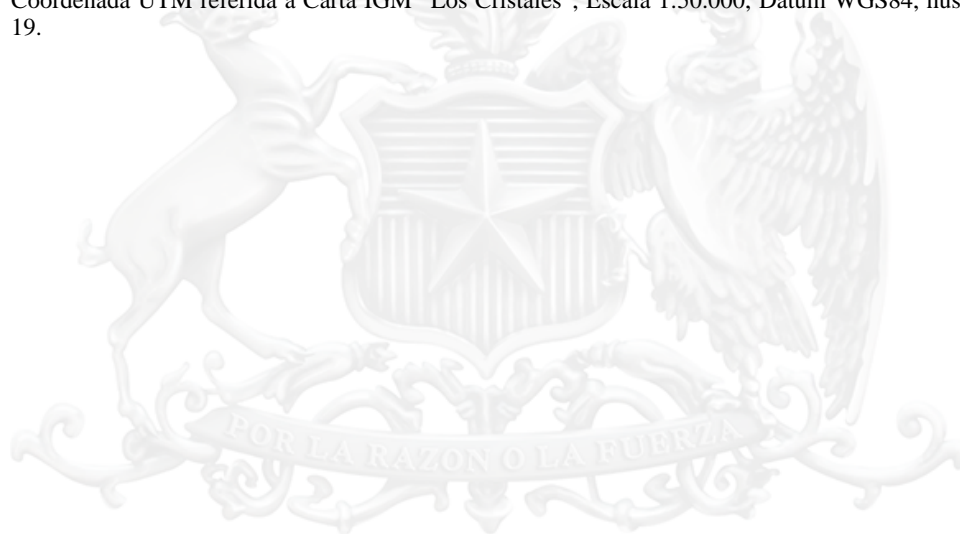 Coordenada UTM referida a Carta IGM "Los Cristales", Escala 1:50.000, Datum WGS84, hus
19.
POR LA RAZON O LA FUERZA